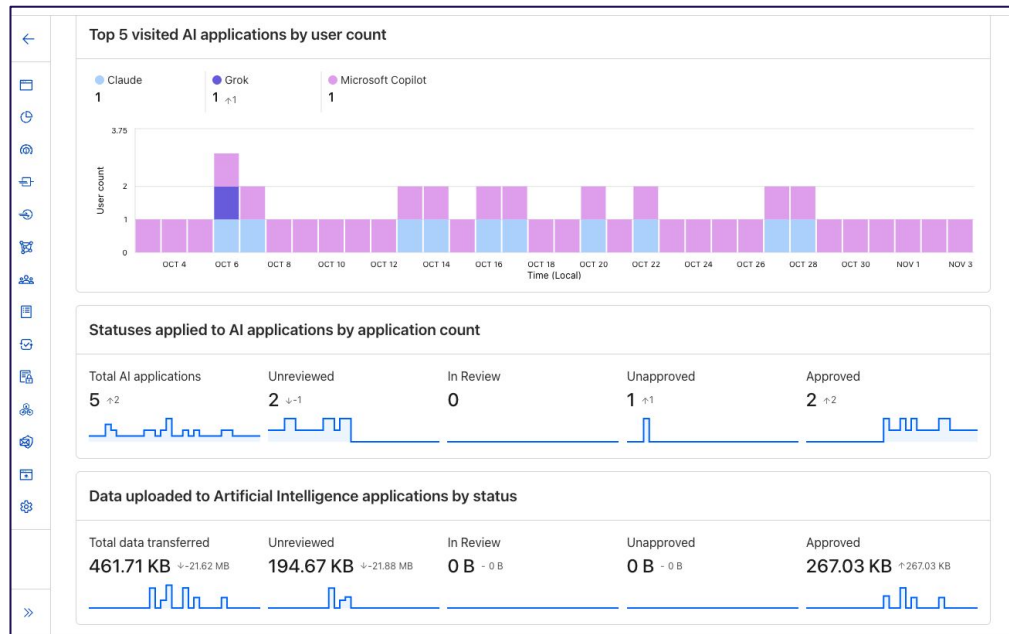 Top 5 visited AI applications by user count
Claude Grok Microsoft Copilot
1 1 ↑1 1
3.75
User count
2
1
0
OCT 4 OCT 6 OCT 8 OCT 10 OCT 12 OCT 14 OCT 16 OCT 18 OCT 20 OCT 22 OCT 24 OCT 26 OCT 28 OCT 30 NOV 1 NOV 3
Time (Local)
Statuses applied to AI applications by application count
Total AI applications Unreviewed In Review Unapproved Approved
5 ↑2 2 ↓-1 0 1 ↑1 2 ↑2
Data uploaded to Artificial Intelligence applications by status
Total data transferred Unreviewed In Review Unapproved Approved
461.71 KB ↓-21.62 MB 194.67 KB ↓-21.88 MB 0 B - 0 B 0 B - 0 B 267.03 KB ↑267.03 KB